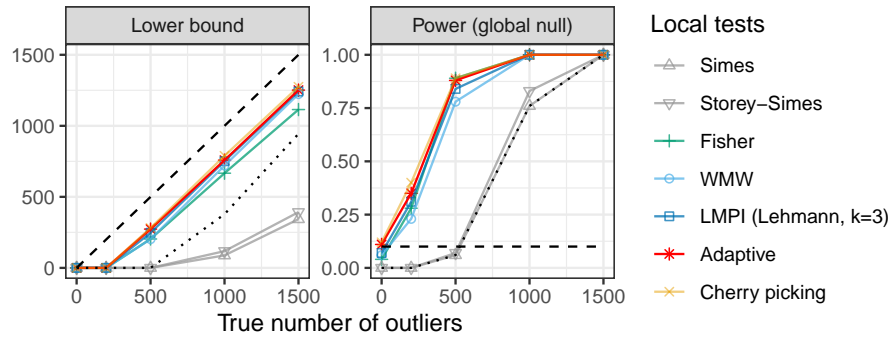 Lower bound
Power (global null)
1500
1000
500
0
1.00
0.75
0.50
0.25
0.00
0 500 1000 1500
0 500 1000 1500
True number of outliers
Local tests
Simes
Storey−Simes
Fisher
WMW
LMPI (Lehmann, k=3)
Adaptive
Cherry picking